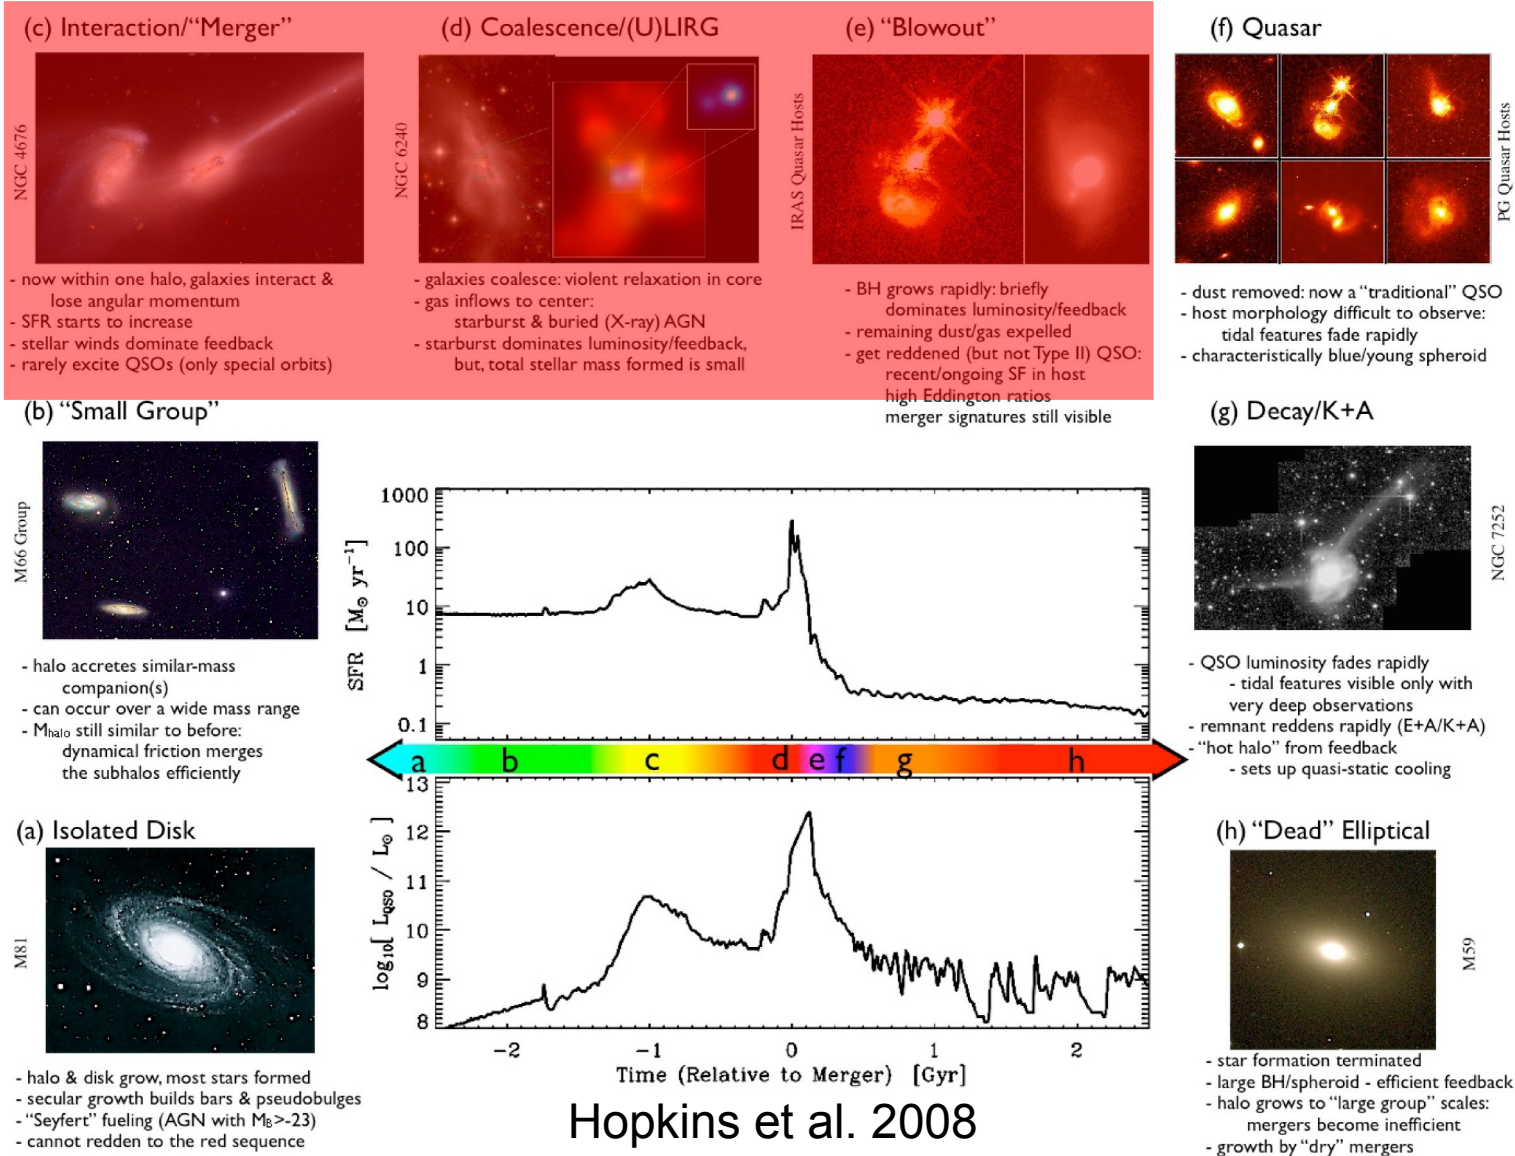 (c) Interaction/“Merger”
NGC 4676
- now within one halo, galaxies interact &
lose angular momentum
- SFR starts to increase
- stellar winds dominate feedback
- rarely excite QSOs (only special orbits)
(d) Coalescence/(U)LIRG
NGC 6240
- galaxies coalesce: violent relaxation in core
- gas inflows to center:
starburst & buried (X-ray) AGN
- starburst dominates luminosity/feedback,
but, total stellar mass formed is small
(e) “Blowout”
IRAS Quasar Hosts
- BH grows rapidly: briefly
dominates luminosity/feedback
- remaining dust/gas expelled
- get reddened (but not Type II) QSO:
recent/ongoing SF in host
high Eddington ratios
merger signatures still visible
(f) Quasar
PG Quasar Hosts
- dust removed: now a “traditional” QSO
- host morphology difficult to observe:
tidal features fade rapidly
- characteristically blue/young spheroid
(b) “Small Group”
M66 Group
- halo accretes similar-mass
companion(s)
- can occur over a wide mass range
- Mhalo still similar to before:
dynamical friction merges
the subhalos efficiently
(g) Decay/K+A
NGC 7252
- QSO luminosity fades rapidly
- tidal features visible only with
very deep observations
- remnant reddens rapidly (E+A/K+A)
- “hot halo” from feedback
- sets up quasi-static cooling
(a) Isolated Disk
M81
- halo & disk grow, most stars formed
- secular growth builds bars & pseudobulges
- “Seyfert” fueling (AGN with MB>-23)
- cannot redden to the red sequence
1000
100
10
1
0.1
SFR [M⊙ yr⁻¹]
a b c d e f g h
13
12
11
10
9
8
log₁₀[ LQSO / L⊙ ]
-2 -1 0 1 2
Time (Relative to Merger) [Gyr]
(h) “Dead” Elliptical
M59
- star formation terminated
- large BH/spheroid - efficient feedback
- halo grows to “large group” scales:
mergers become inefficient
- growth by “dry” mergers
Hopkins et al. 2008